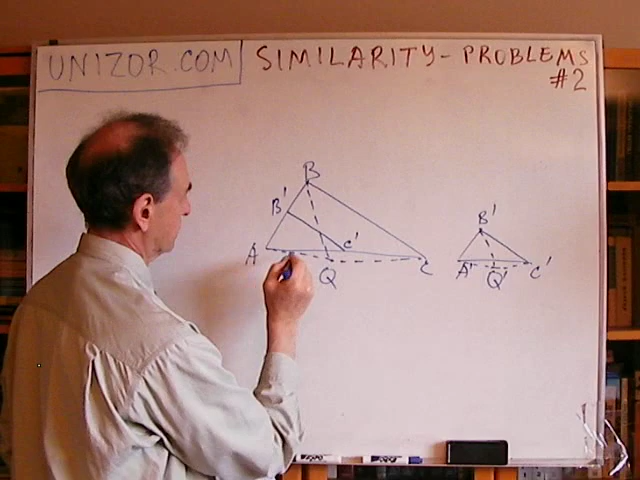 UNIZOR.COM SIMILARITY - PROBLEMS
#2
B
B'
B'
A
C'
C
Q
A'
Q'
C'